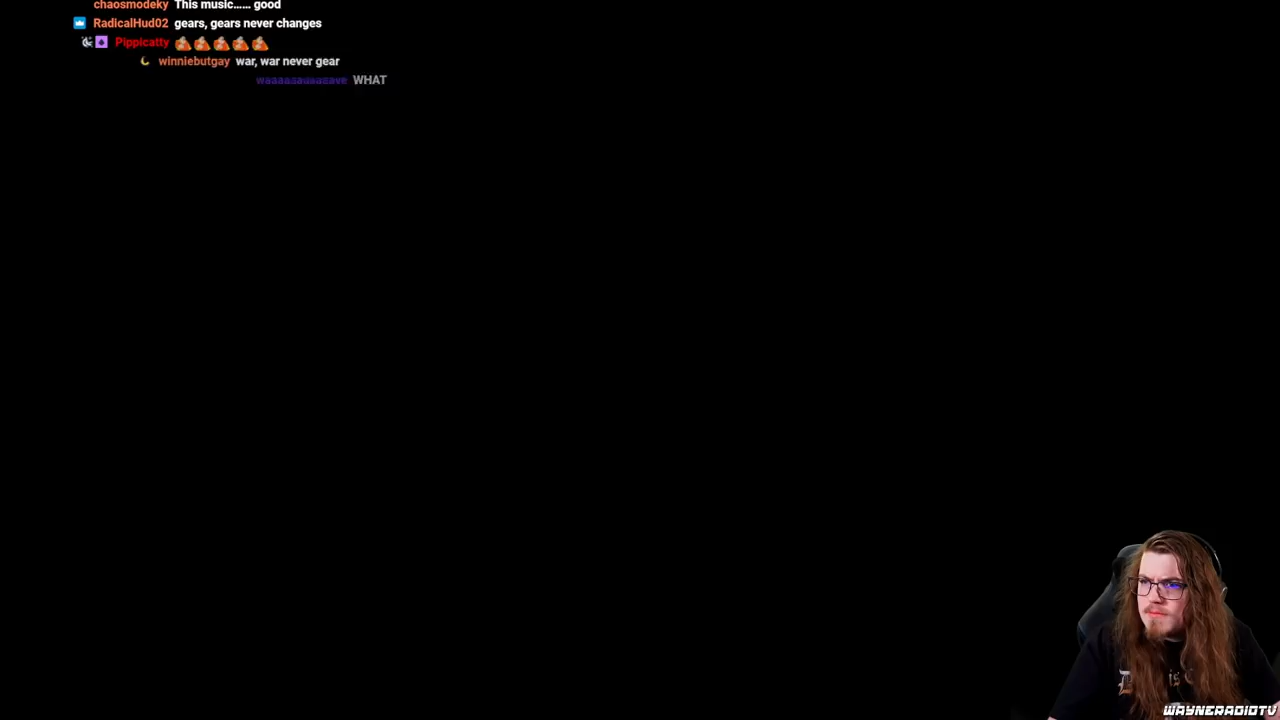 chaosmodeky This music...... good
RadicalHud02 gears, gears never changes
Pippicatty
winniebutgay war, war never gear
WHAT
WAYNERADIOTV